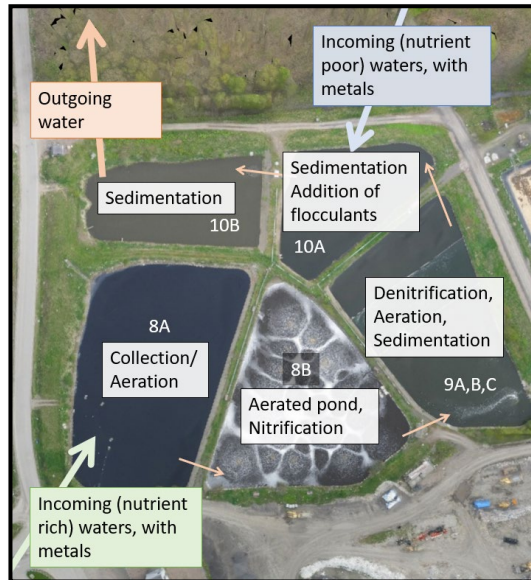 Incoming (nutrient
poor) waters, with
metals
Outgoing
water
Sedimentation
10B
Sedimentation
Addition of
flocculants
10A
Denitrification,
Aeration,
Sedimentation
9A,B,C
8A
Collection/
Aeration
8B
Aerated pond,
Nitrification
Incoming (nutrient
rich) waters, with
metals